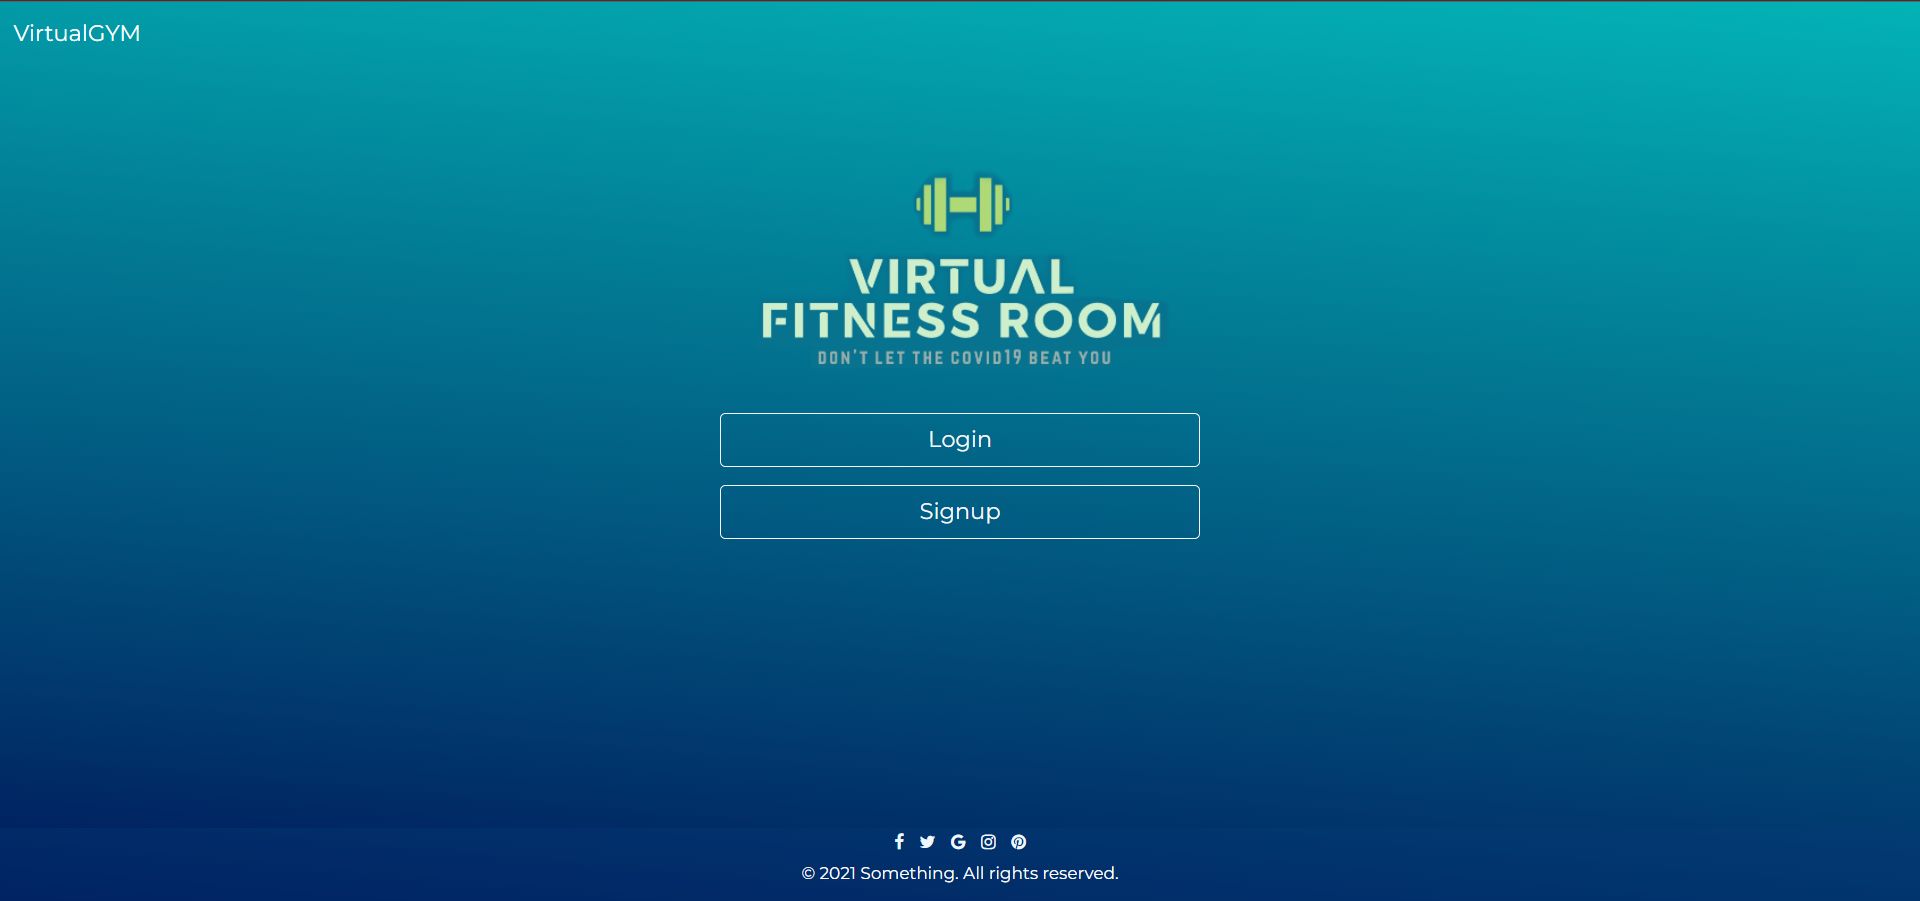 VirtualGYM
VIRTUAL
FITNESS ROOM
DON'T LET THE COVID19 BEAT YOU
Login
Signup
© 2021 Something. All rights reserved.